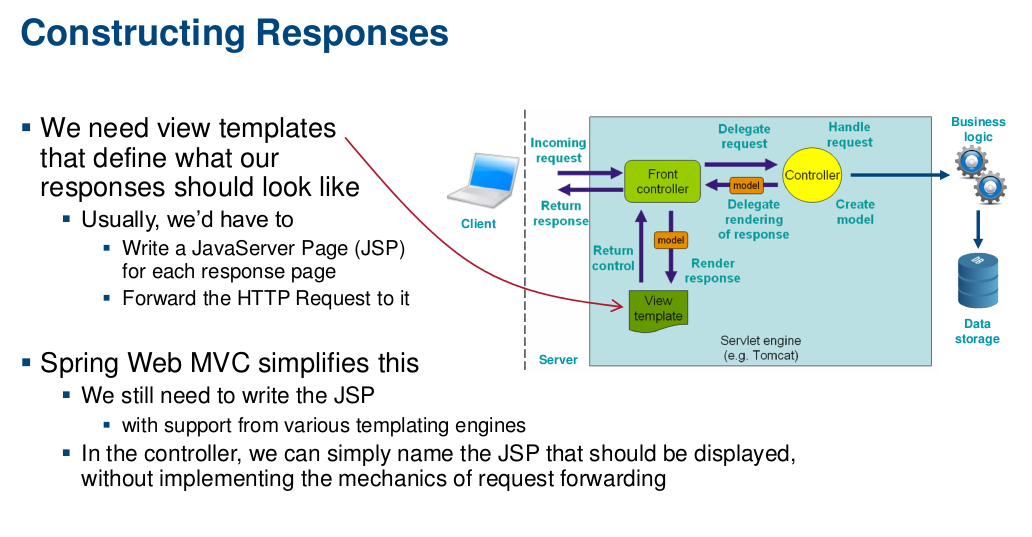 Constructing Responses
We need view templates
that define what our
responses should look like
Usually, we’d have to
Write a JavaServer Page (JSP)
for each response page
Forward the HTTP Request to it
Spring Web MVC simplifies this
We still need to write the JSP
with support from various templating engines
In the controller, we can simply name the JSP that should be displayed,
without implementing the mechanics of request forwarding
Client
Server
Incoming
request
Return
response
Front
controller
Delegate
request
model
Delegate
rendering
of response
Handle
request
Controller
Create
model
Return
control
model
Render
response
View
template
Servlet engine
(e.g. Tomcat)
Business
logic
DB
Data
storage